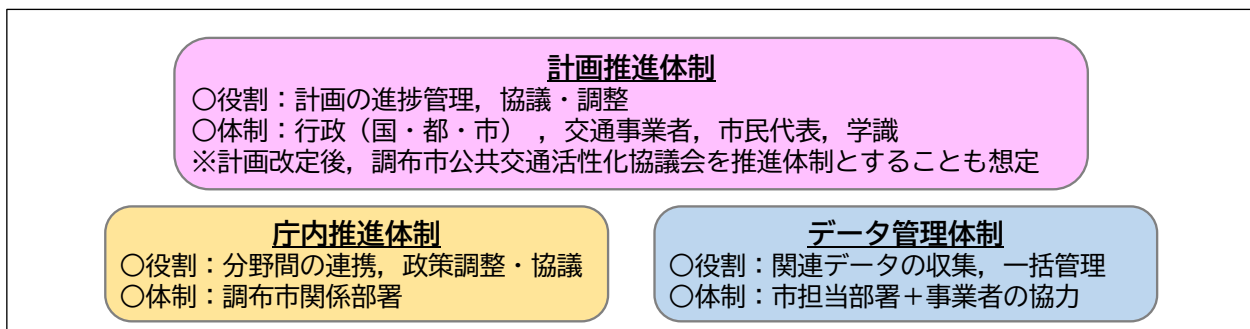 計画推進体制
○役割：計画の進捗管理，協議・調整
○体制：行政（国・都・市），交通事業者，市民代表，学識
※計画改定後，調布市公共交通活性化協議会を推進体制とすることも想定
庁内推進体制
○役割：分野間の連携，政策調整・協議
○体制：調布市関係部署
データ管理体制
○役割：関連データの収集，一括管理
○体制：市担当部署＋事業者の協力